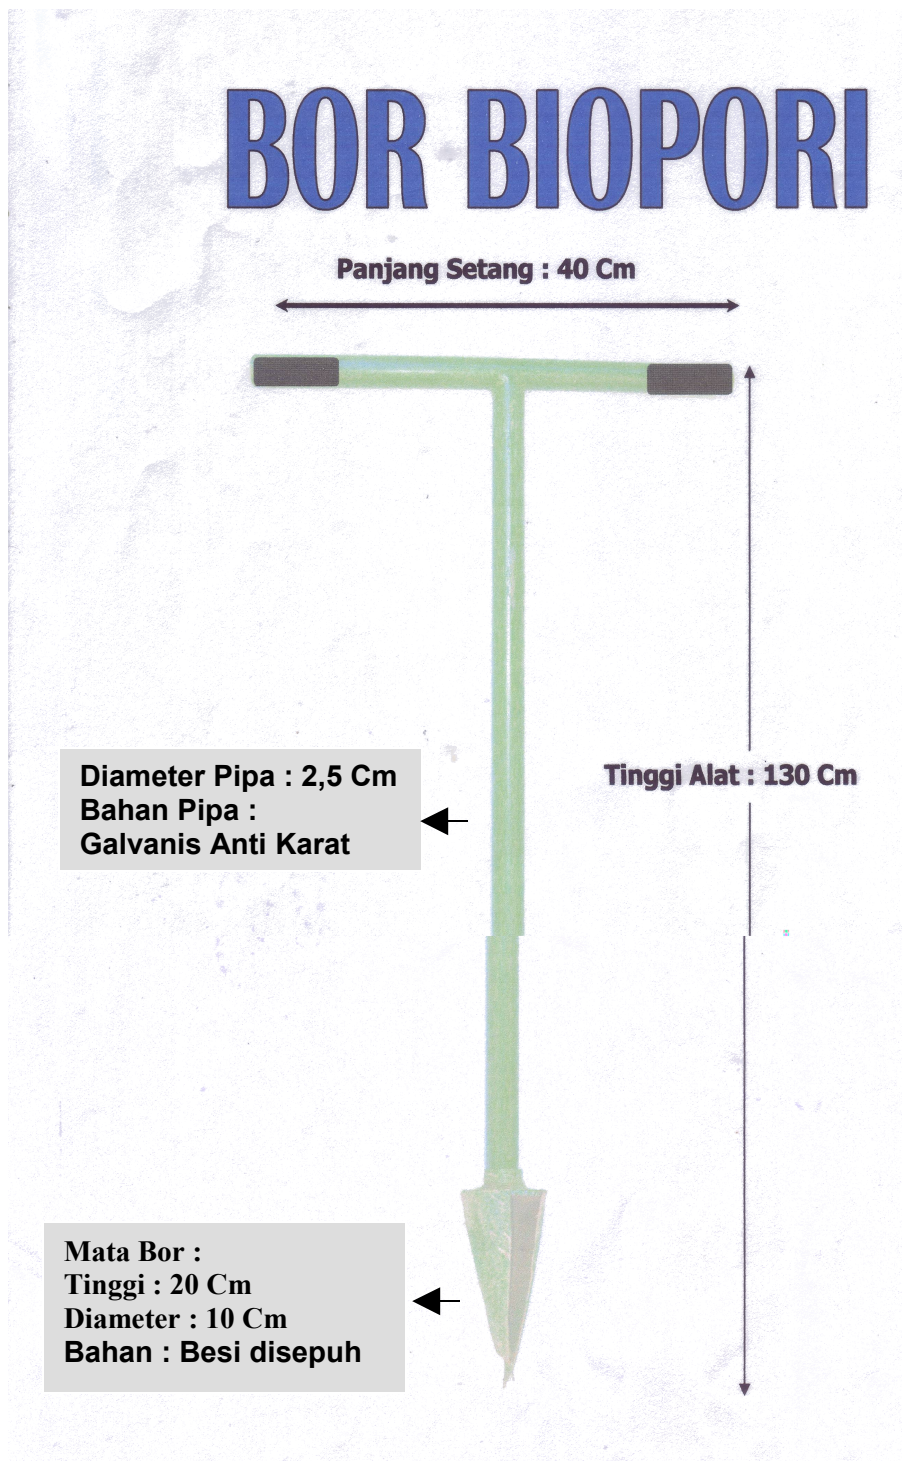 BOR BIOPORI
Panjang Setang : 40 Cm
Diameter Pipa : 2,5 Cm
Bahan Pipa :
Galvanis Anti Karat
Tinggi Alat : 130 Cm
Mata Bor :
Tinggi : 20 Cm
Diameter : 10 Cm
Bahan : Besi disepuh